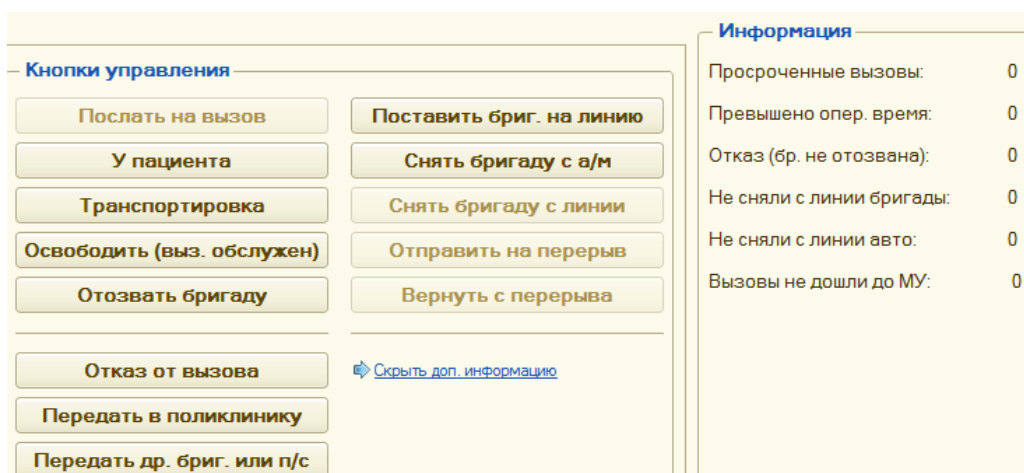 Кнопки управления
Послать на вызов
Поставить бриг. на линию
У пациента
Снять бригаду с а/м
Транспортировка
Снять бригаду с линии
Освободить (выз. обслужен)
Отправить на перерыв
Отозвать бригаду
Вернуть с перерыва
Отказ от вызова
Скрыть доп. информацию
Передать в поликлинику
Передать др. бриг. или п/с
Информация
Просроченные вызовы: 0
Превышено опер. время: 0
Отказ (бр. не отозвана): 0
Не сняли с линии бригады: 0
Не сняли с линии авто: 0
Вызовы не дошли до МУ: 0